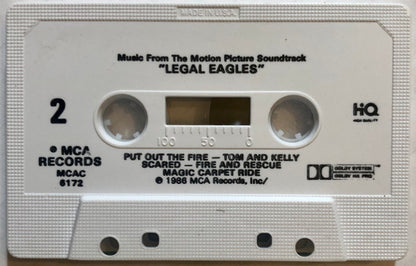 MADE IN U.S.A.
Music From The Motion Picture Soundtrack
"LEGAL EAGLES"
2
HQ
HIGH QUALITY
100 50 0
MCA
RECORDS
MCAC
6172
PUT OUT THE FIRE – TOM AND KELLY
SCARED – FIRE AND RESCUE
MAGIC CARPET RIDE
© 1986 MCA Records, Inc/
DOLBY SYSTEM
DOLBY HX PRO